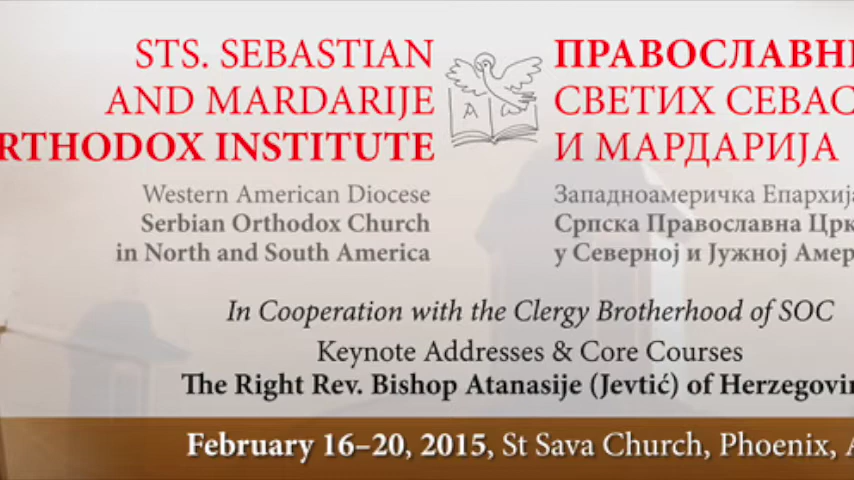 STS. SEBASTIAN
AND MARDARIJE
RTHODOX INSTITUTE
Western American Diocese
Serbian Orthodox Church
in North and South America
А ω
ПРАВОСЛАВН
СВЕТИХ СЕВАС
И МАРДАРИЈА
Западноамеричка Епархија
Српска Православна Црк
у Северној и Јужној Амер
In Cooperation with the Clergy Brotherhood of SOC
Keynote Addresses & Core Courses
The Right Rev. Bishop Atanasije (Jevtić) of Herzegovin
February 16–20, 2015, St Sava Church, Phoenix, A